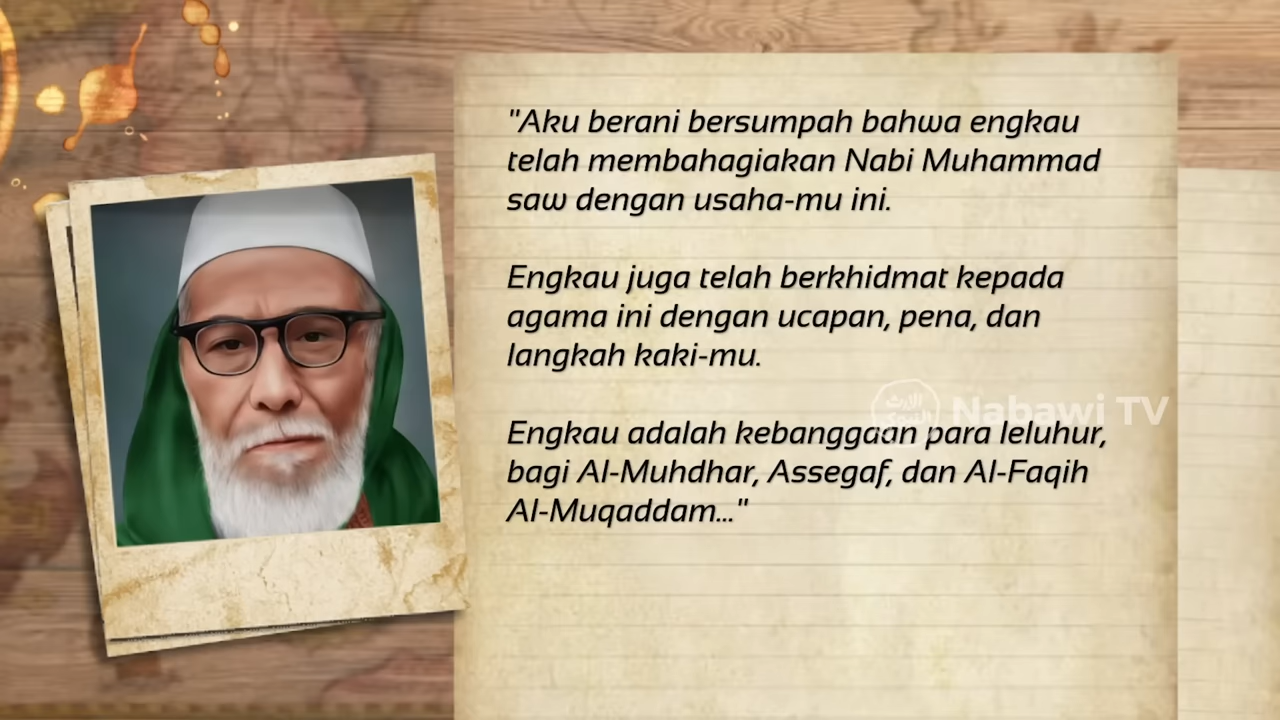 "Aku berani bersumpah bahwa engkau
telah membahagiakan Nabi Muhammad
saw dengan usaha-mu ini.
Engkau juga telah berkhidmat kepada
agama ini dengan ucapan, pena, dan
langkah kaki-mu.
Nabawi TV
Engkau adalah kebanggaan para leluhur,
bagi Al-Muhdhar, Assegaf, dan Al-Faqih
Al-Muqaddam..."